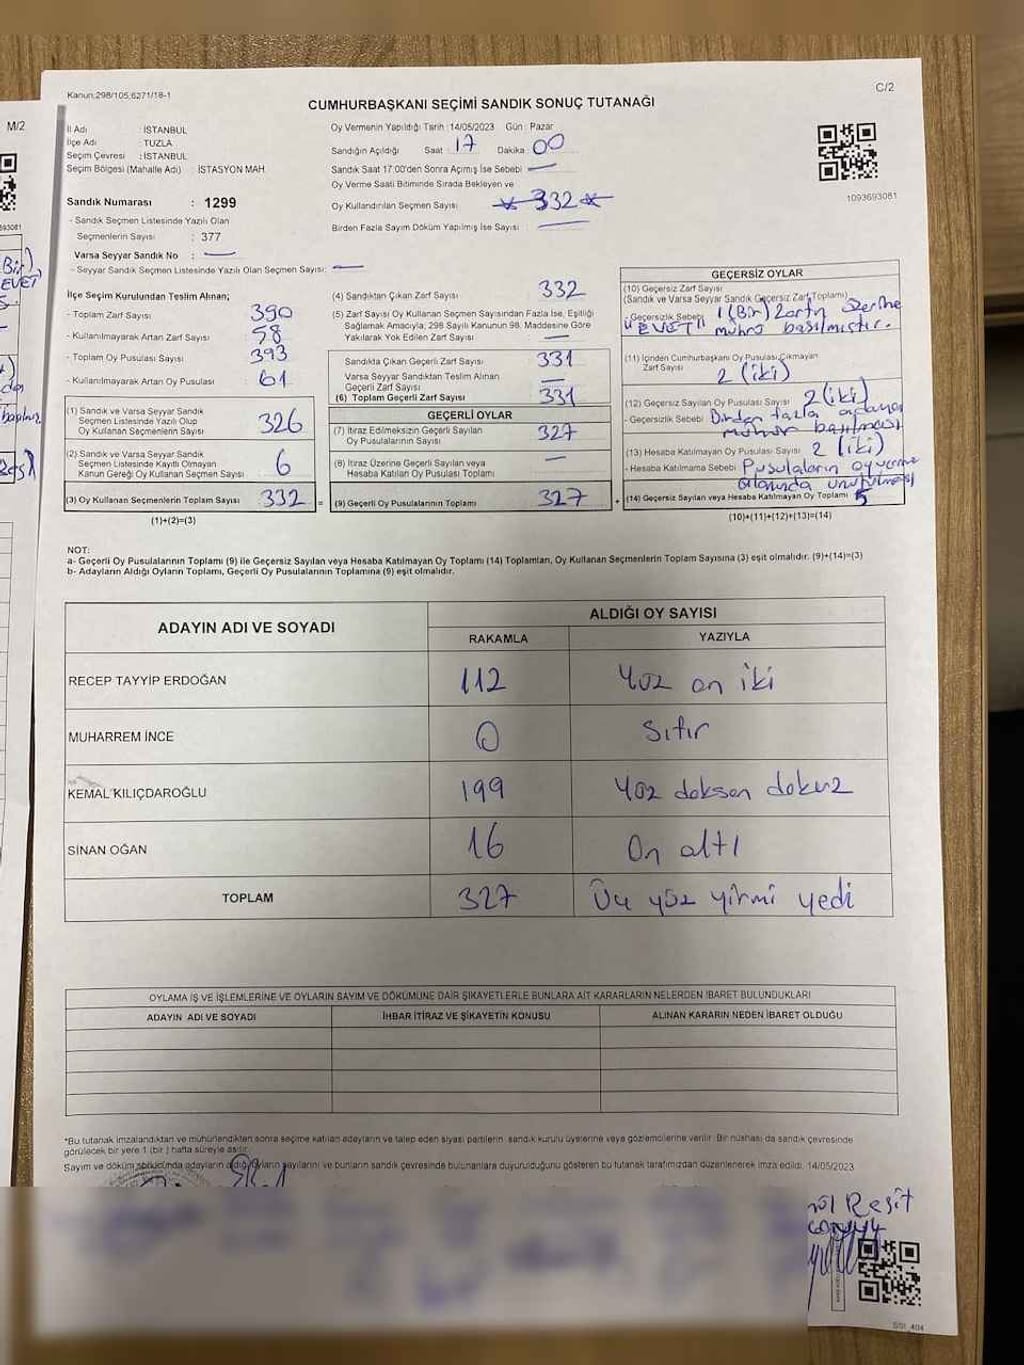 Kanun:298/105,6271/18-1
C/2
CUMHURBAŞKANI SEÇİMİ SANDIK SONUÇ TUTANAĞI
M/2
İl Adı : İSTANBUL
İlçe Adı : TUZLA
Seçim Çevresi : İSTANBUL
Seçim Bölgesi (Mahalle Adı) : İSTASYON MAH
Sandık Numarası : 1299
- Sandık Seçmen Listesinde Yazılı Olan
Seçmenlerin Sayısı : 377
Varsa Seyyar Sandık No : —
- Seyyar Sandık Seçmen Listesinde Yazılı Olan Seçmen Sayısı: —
Oy Vermenin Yapıldığı Tarih :14/05/2023 Gün : Pazar
Sandığın Açıldığı Saat : 17 Dakika : 00
Sandık Saat 17:00'den Sonra Açılmış İse Sebebi : —
Oy Verme Saati Bitiminde Sırada Bekleyen ve
Oy Kullandırılan Seçmen Sayısı : 332
Birden Fazla Sayım Döküm Yapılmış İse Sayısı : —
1093693081
İlçe Seçim Kurulundan Teslim Alınan;
- Toplam Zarf Sayısı : 390
- Kullanılmayarak Artan Zarf Sayısı : 58
- Toplam Oy Pusulası Sayısı : 393
- Kullanılmayarak Artan Oy Pusulası : 61
(1) Sandık ve Varsa Seyyar Sandık
Seçmen Listesinde Yazılı Olup
Oy Kullanan Seçmenlerin Sayısı : 326
(2) Sandık ve Varsa Seyyar Sandık
Seçmen Listesinde Kayıtlı Olmayan
Kanun Gereği Oy Kullanan Seçmen Sayısı : 6
(3) Oy Kullanan Seçmenlerin Toplam Sayısı : 332 =
(1)+(2)=(3)
(4) Sandıktan Çıkan Zarf Sayısı : 332
(5) Zarf Sayısı Oy Kullanan Seçmen Sayısından Fazla İse, Eşitliği
Sağlamak Amacıyla, 298 Sayılı Kanunun 98. Maddesine Göre
Yakılarak Yok Edilen Zarf Sayısı : —
Sandıkta Çıkan Geçerli Zarf Sayısı : 331
Varsa Seyyar Sandıktan Teslim Alınan
Geçerli Zarf Sayısı : —
(6) Toplam Geçerli Zarf Sayısı : 331
GEÇERLİ OYLAR
(7) İtiraz Edilmeksizin Geçerli Sayılan
Oy Pusulalarının Sayısı : 327
(8) İtiraz Üzerine Geçerli Sayılan veya
Hesaba Katılan Oy Pusulası Toplamı : —
(9) Geçerli Oy Pusulalarının Toplamı : 327 +
GEÇERSİZ OYLAR
(10) Geçersiz Zarf Sayısı
(Sandık ve Varsa Seyyar Sandık Geçersiz Zarf Toplamı)
- Geçersizlik Sebebi : 1 (Bir) Zarfın üzerine
"EVET" mührü basılmıştır.
(11) İçinden Cumhurbaşkanı Oy Pusulası Çıkmayan
Zarf Sayısı : 2 (iki)
(12) Geçersiz Sayılan Oy Pusulası Sayısı : 2 (iki)
- Geçersizlik Sebebi : Birden fazla alana
mühür basılması
(13) Hesaba Katılmayan Oy Pusulası Sayısı : 2 (iki)
- Hesaba Katılmama Sebebi : Pusulaların oy verme
alanında unutulması
(14) Geçersiz Sayılan veya Hesaba Katılmayan Oy Toplamı : 5
(10)+(11)+(12)+(13)=(14)
NOT:
a- Geçerli Oy Pusulalarının Toplamı (9) ile Geçersiz Sayılan veya Hesaba Katılmayan Oy Toplamı (14) Toplamları, Oy Kullanan Seçmenlerin Toplam Sayısına (3) eşit olmalıdır. (9)+(14)=(3)
b- Adayların Aldığı Oyların Toplamı, Geçerli Oy Pusulalarının Toplamına (9) eşit olmalıdır.
ADAYIN ADI VE SOYADI
ALDIĞI OY SAYISI
RAKAMLA YAZIYLA
RECEP TAYYİP ERDOĞAN 112 Yüz on iki
MUHARREM İNCE 0 Sıfır
KEMAL KILIÇDAROĞLU 199 Yüz doksan dokuz
SİNAN OĞAN 16 On altı
TOPLAM 327 Üç yüz yirmi yedi
OYLAMA İŞ VE İŞLEMLERİNE VE OYLARIN SAYIM VE DÖKÜMÜNE DAİR ŞİKAYETLERLE BUNLARA AİT KARARLARIN NELERDEN İBARET BULUNDUKLARI
ADAYIN ADI VE SOYADI İHBAR İTİRAZ VE ŞİKAYETİN KONUSU ALINAN KARARIN NEDEN İBARET OLDUĞU
*Bu tutanak imzalandıktan ve mühürlendikten sonra seçime katılan adayların ve talep eden siyasi partilerin sandık kurulu üyelerine veya gözlemcilerine verilir. Bir nüshası da sandık çevresinde
görülecek bir yere 1 (bir) hafta süreyle asılır.
Sayım ve döküm sonucunda adayların aldığı oyların sayılarını ve bunların sandık çevresinde bulunanlara duyurulduğunu gösteren bu tutanak tarafımızdan düzenlenerek imza edildi. 14/05/2023
Reşit